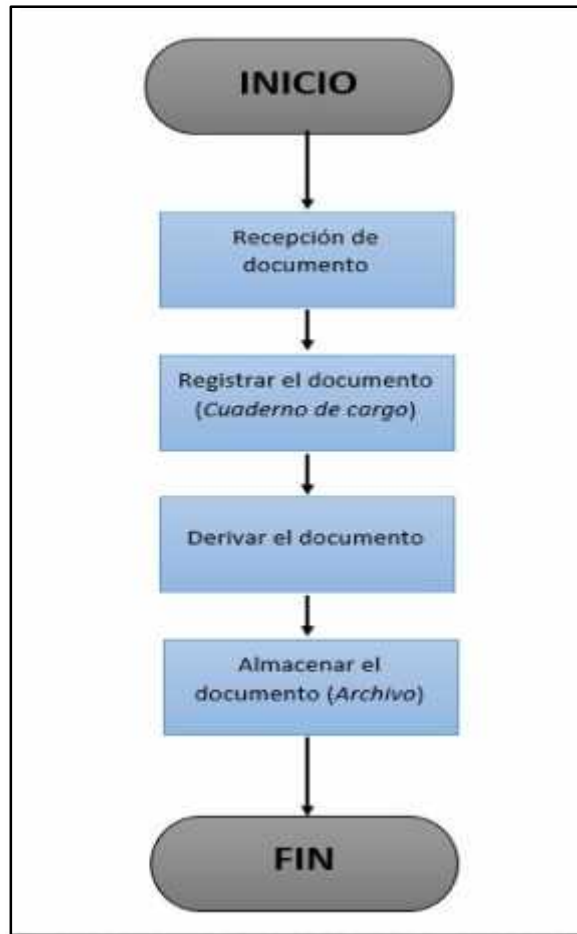 INICIO
Recepción de
documento
Registrar el documento
(Cuaderno de cargo)
Derivar el documento
Almacenar el
documento (Archivo)
FIN